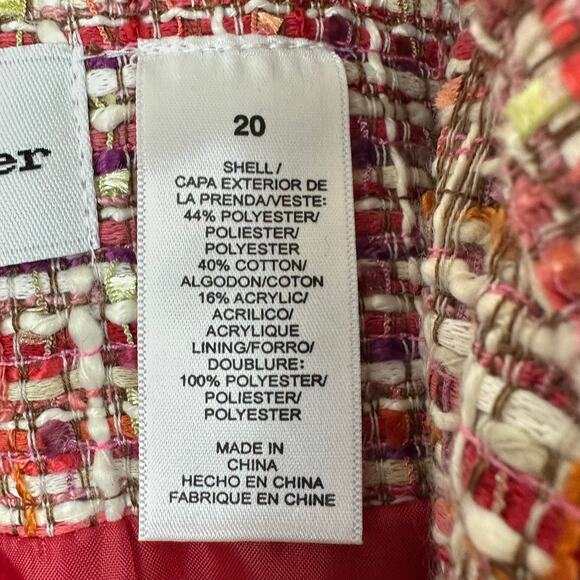 er
20
SHELL/
CAPA EXTERIOR DE
LA PRENDA/VESTE:
44% POLYESTER/
POLIESTER/
POLYESTER
40% COTTON/
ALGODON/COTON
16% ACRYLIC/
ACRILICO/
ACRYLIQUE
LINING/FORRO/
DOUBLURE:
100% POLYESTER/
POLIESTER/
POLYESTER
MADE IN
CHINA
HECHO EN CHINA
FABRIQUE EN CHINE